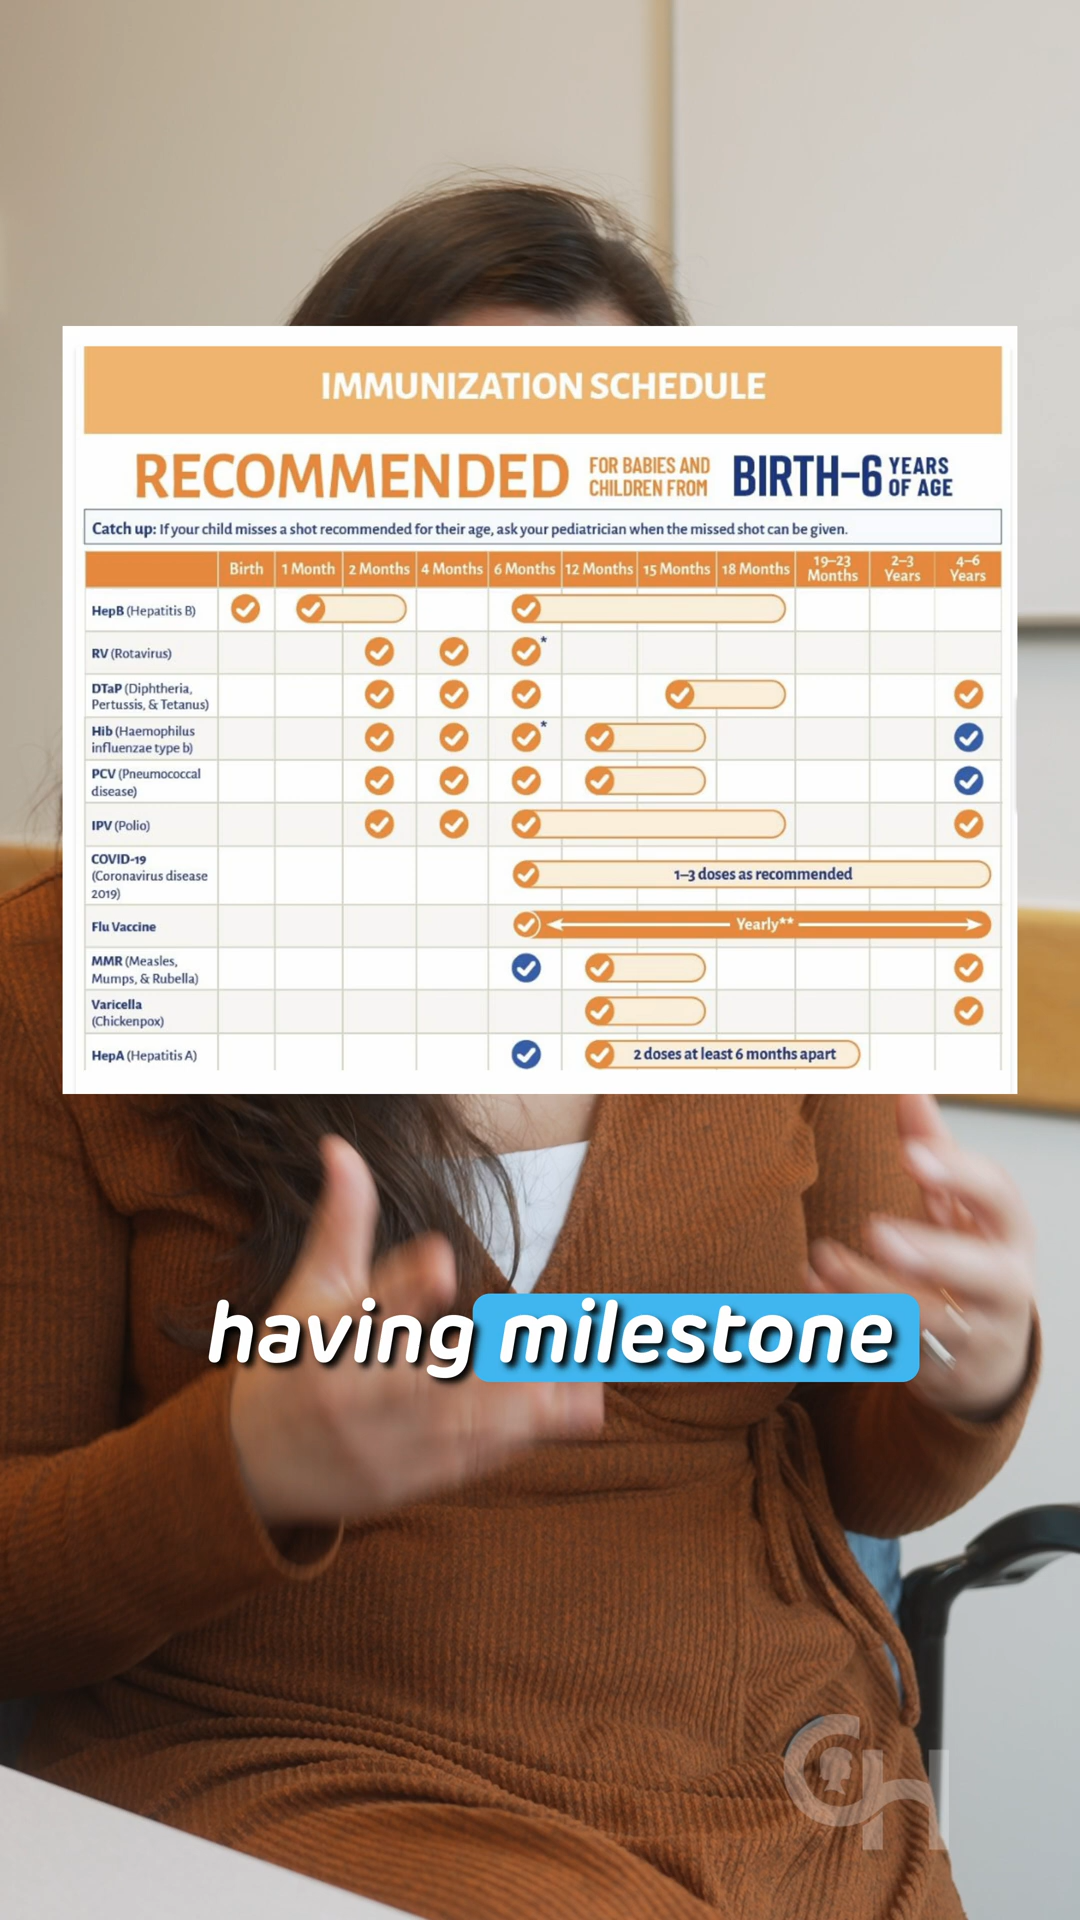 IMMUNIZATION SCHEDULE
RECOMMENDED FOR BABIES AND CHILDREN FROM BIRTH–6 YEARS OF AGE
Catch up: If your child misses a shot recommended for their age, ask your pediatrician when the missed shot can be given.
Birth 1 Month 2 Months 4 Months 6 Months 12 Months 15 Months 18 Months 19–23 Months 2–3 Years 4–6 Years
HepB (Hepatitis B)
RV (Rotavirus) *
DTaP (Diphtheria,
Pertussis, & Tetanus)
Hib (Haemophilus *
influenzae type b)
PCV (Pneumococcal
disease)
IPV (Polio)
COVID-19
(Coronavirus disease 1–3 doses as recommended
2019)
Flu Vaccine Yearly**
MMR (Measles,
Mumps, & Rubella)
Varicella
(Chickenpox)
HepA (Hepatitis A) 2 doses at least 6 months apart
having milestone
CH